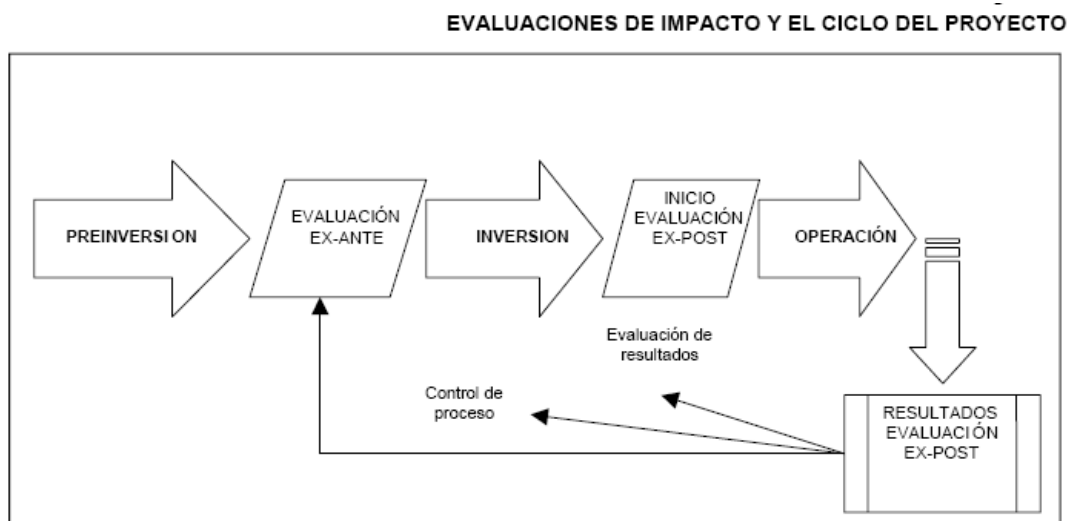 EVALUACIONES DE IMPACTO Y EL CICLO DEL PROYECTO
PREINVERSION
EVALUACIÓN
EX-ANTE
INVERSION
INICIO
EVALUACIÓN
EX-POST
OPERACIÓN
Evaluación de
resultados
Control de
proceso
RESULTADOS
EVALUACIÓN
EX-POST